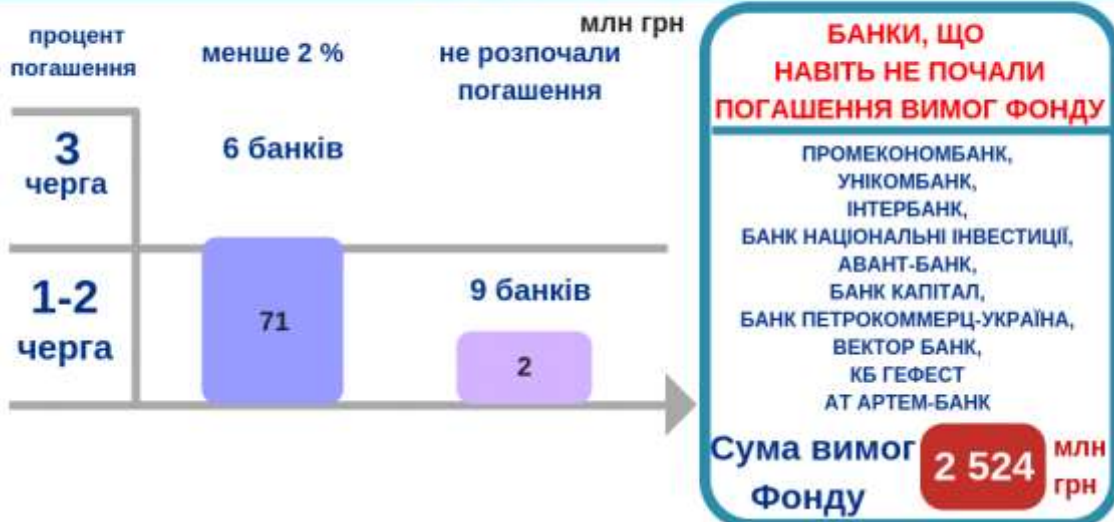 млн грн
процент
погашення
менше 2 %
не розпочали
погашення
3
черга
6 банків
1-2
черга
71
9 банків
2
БАНКИ, ЩО
НАВІТЬ НЕ ПОЧАЛИ
ПОГАШЕННЯ ВИМОГ ФОНДУ
ПРОМЕКОНОМБАНК,
УНІКОМБАНК,
ІНТЕРБАНК,
БАНК НАЦІОНАЛЬНІ ІНВЕСТИЦІЇ,
АВАНТ-БАНК,
БАНК КАПІТАЛ,
БАНК ПЕТРОКОММЕРЦ-УКРАЇНА,
ВЕКТОР БАНК,
КБ ГЕФЕСТ
АТ АРТЕМ-БАНК
Сума вимог
Фонду
2 524
млн
грн